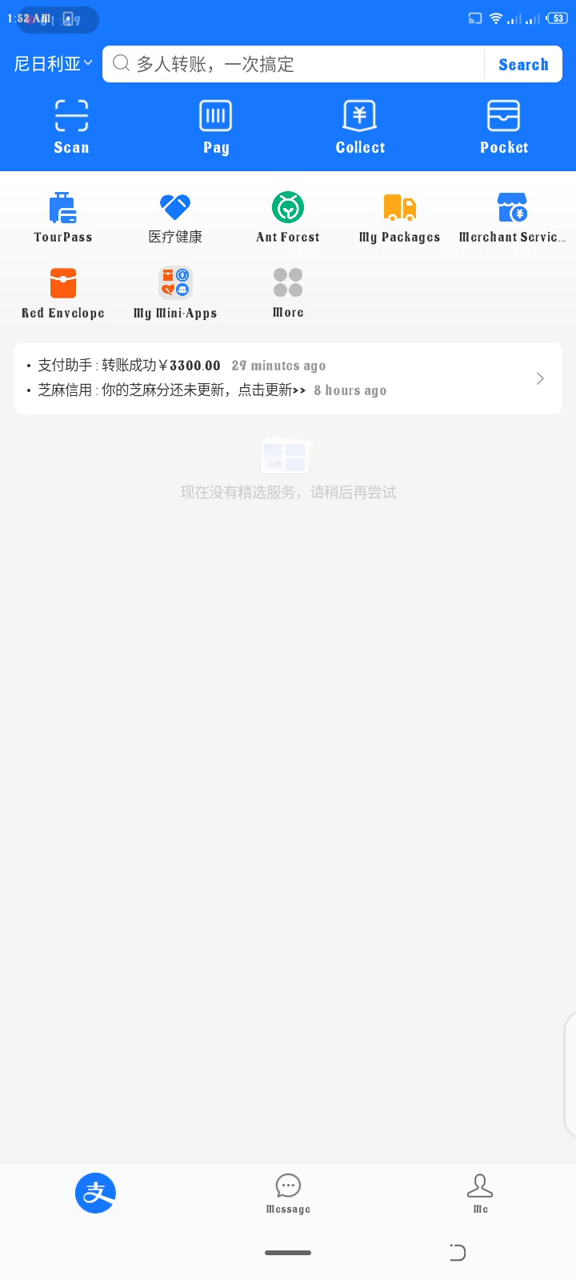 1:52 AM
53
尼日利亚
多人转账，一次搞定
Search
Scan
Pay
Collect
Pocket
TourPass
医疗健康
Ant Forest
My Packages
Merchant Servic...
Red Envelope
My Mini-Apps
More
• 支付助手 : 转账成功￥3300.00 29 minutes ago
• 芝麻信用 : 你的芝麻分还未更新，点击更新>> 8 hours ago
现在没有精选服务，请稍后再尝试
支
Message
Me